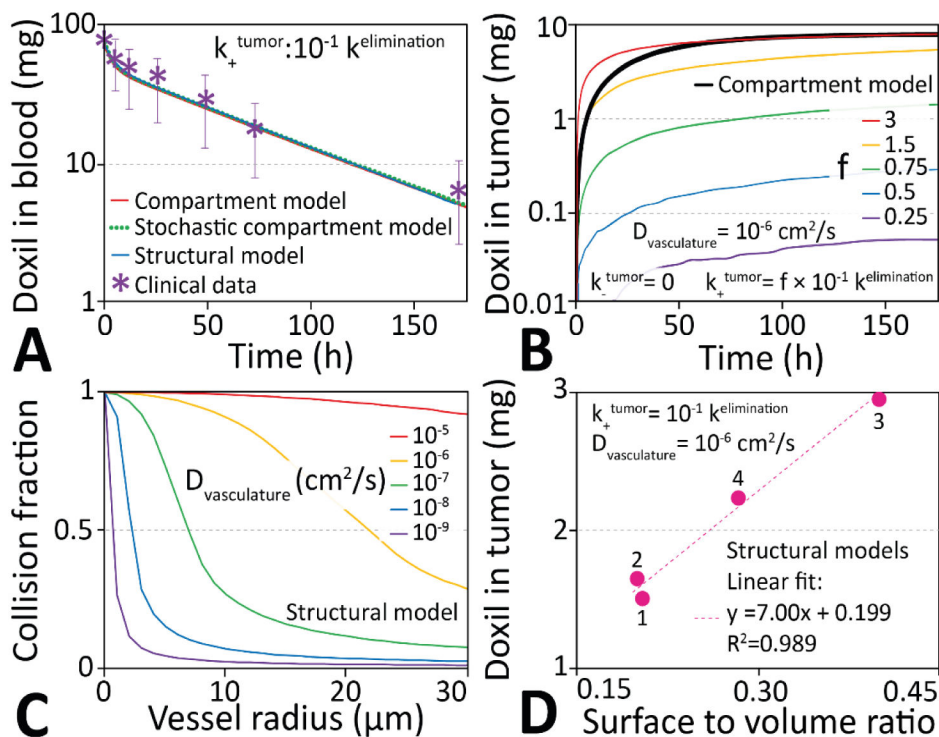 100
10
1
Doxil in blood (mg)
k₊ᵗᵘᵐᵒʳ:10⁻¹ kᵉˡⁱᵐⁱⁿᵃᵗⁱᵒⁿ
Compartment model
Stochastic compartment model
Structural model
Clinical data
0
50
100
150
Time (h)
A
10
1
0.1
0.01
Doxil in tumor (mg)
Compartment model
3
1.5
0.75
0.5
0.25
f
D_vasculature = 10⁻⁶ cm²/s
k₋ᵗᵘᵐᵒʳ= 0
k₊ᵗᵘᵐᵒʳ= f × 10⁻¹ kᵉˡⁱᵐⁱⁿᵃᵗⁱᵒⁿ
0
50
100
150
Time (h)
B
1
0.5
0
Collision fraction
10⁻⁵
10⁻⁶
10⁻⁷
10⁻⁸
10⁻⁹
D_vasculature (cm²/s)
Structural model
0
10
20
30
Vessel radius (µm)
C
3
2
1
Doxil in tumor (mg)
k₊ᵗᵘᵐᵒʳ= 10⁻¹ kᵉˡⁱᵐⁱⁿᵃᵗⁱᵒⁿ
D_vasculature = 10⁻⁶ cm²/s
3
4
2
1
Structural models
Linear fit:
y =7.00x + 0.199
R²=0.989
0.15
0.30
0.45
Surface to volume ratio
D